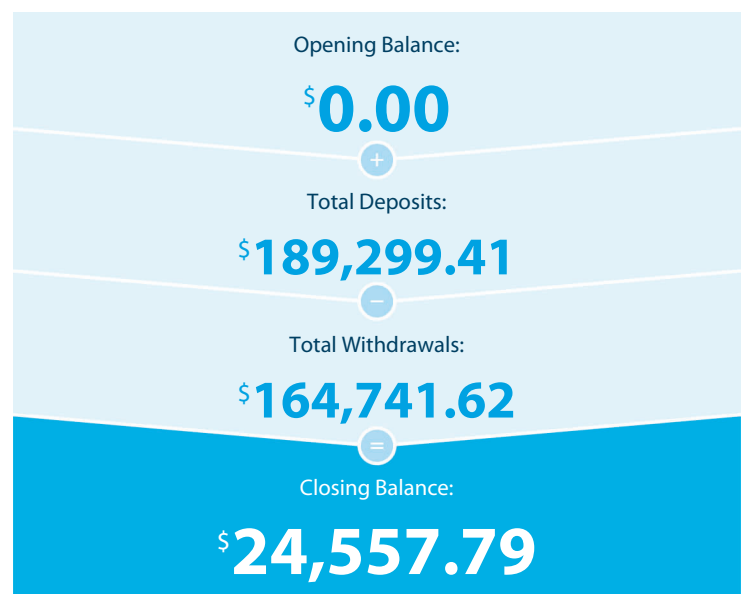 Opening Balance:
$0.00
+
Total Deposits:
$189,299.41
−
Total Withdrawals:
$164,741.62
=
Closing Balance:
$24,557.79